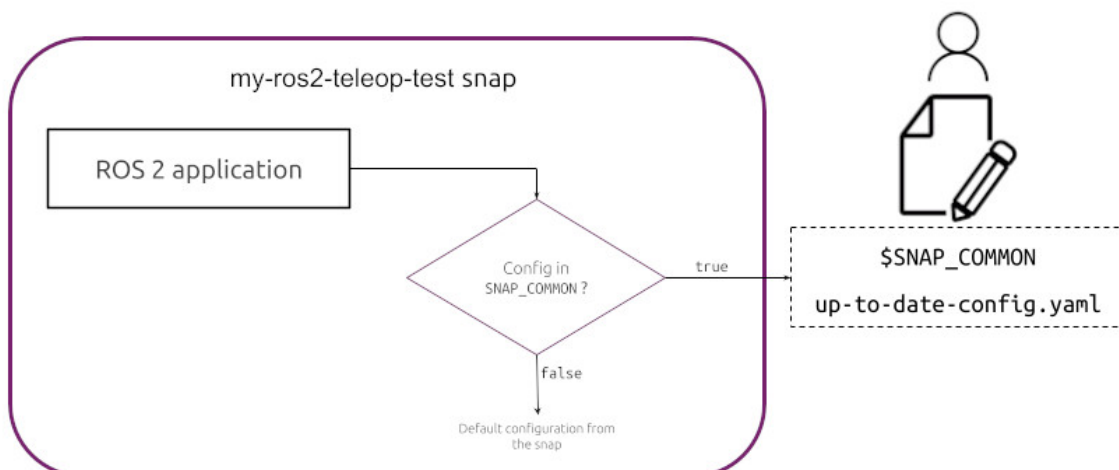 my-ros2-teleop-test snap
ROS 2 application
Config in
SNAP_COMMON ?
true
$SNAP_COMMON
up-to-date-config.yaml
false
Default configuration from
the snap